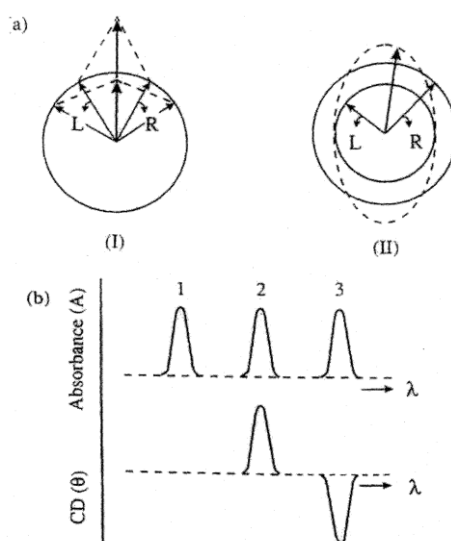 (a)
L R
(I)
L R
(II)
(b)
Absorbance (A)
1 2 3
λ
CD (θ)
λ